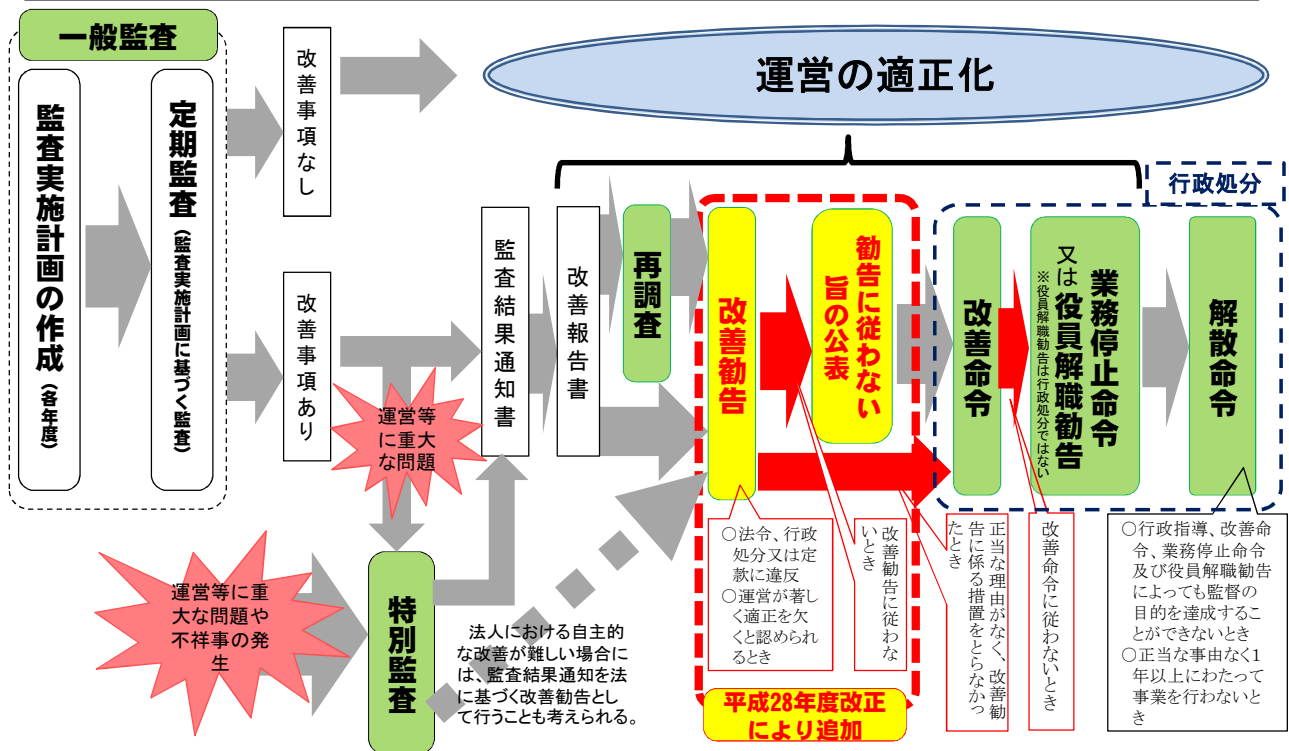 一般監査
監査実施計画の作成(各年度)
定期監査(監査実施計画に基づく監査)
改善事項なし
改善事項あり
運営の適正化
運営等
に重大
な問題
運営等に重
大な問題や
不祥事の発
生
特別監査
監査結果通知書
改善報告書
再調査
法人における自主的
な改善が難しい場合に
は、監査結果通知を法
に基づく改善勧告とし
て行うことも考えられる。
改善勧告
勧告に従わない
旨の公表
○法令、行政
処分又は定
款に違反
○運営が著し
く適正を欠
くと認められ
るとき
改善勧告に従わな
いとき
平成28年度改正
により追加
正当な理由がなく、改善勧
告に係る措置をとらなかっ
たとき
行政処分
改善命令
業務停止命令
又は役員解職勧告
※役員解職勧告は行政処分ではない
解散命令
改善命令に従わないとき
○行政指導、改善命
令、業務停止命令
及び役員解職勧告
によっても監督の
目的を達成するこ
とができないとき
○正当な事由なく1
年以上にわたって
事業を行わないと
き